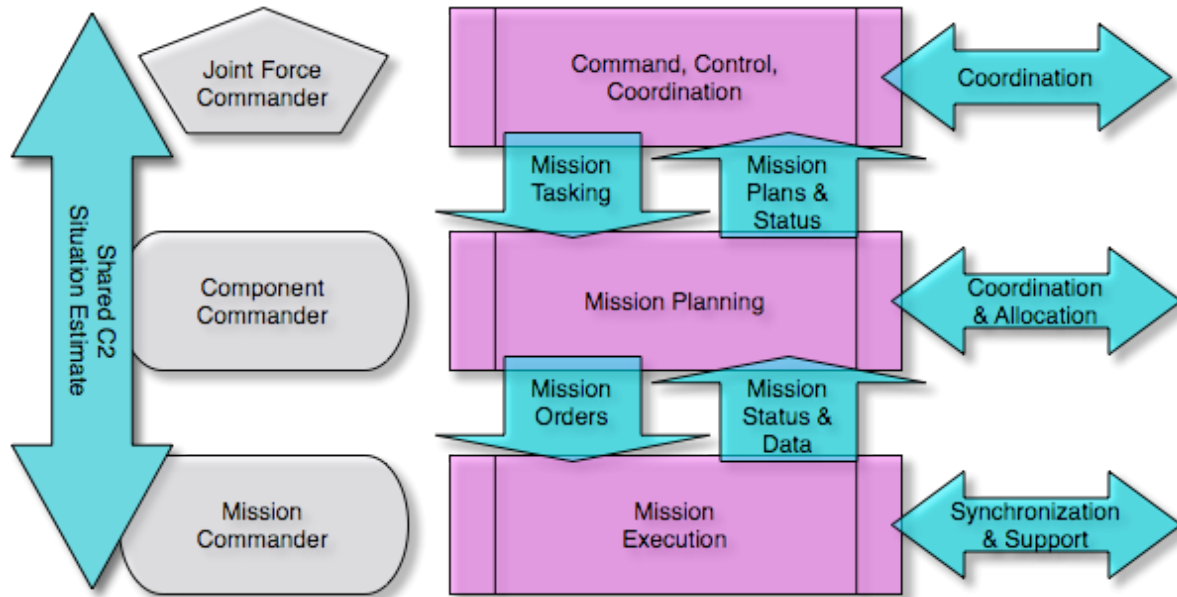 Joint Force
Commander
Command, Control,
Coordination
Coordination
Mission
Tasking
Mission
Plans &
Status
Shared C2
Situation Estimate
Component
Commander
Mission Planning
Coordination
& Allocation
Mission
Orders
Mission
Status &
Data
Mission
Commander
Mission
Execution
Synchronization
& Support